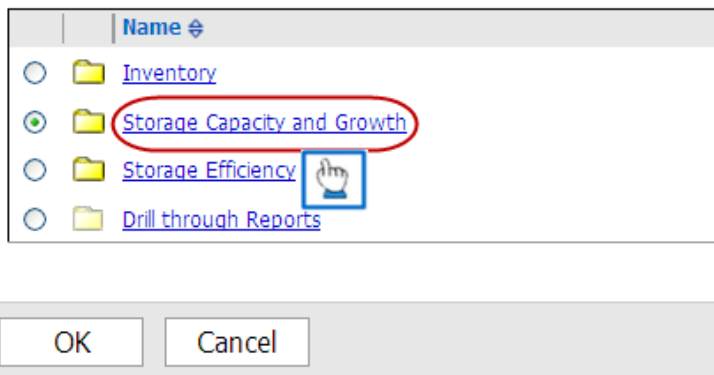 Name
Inventory
Storage Capacity and Growth
Storage Efficiency
Drill through Reports
OK Cancel